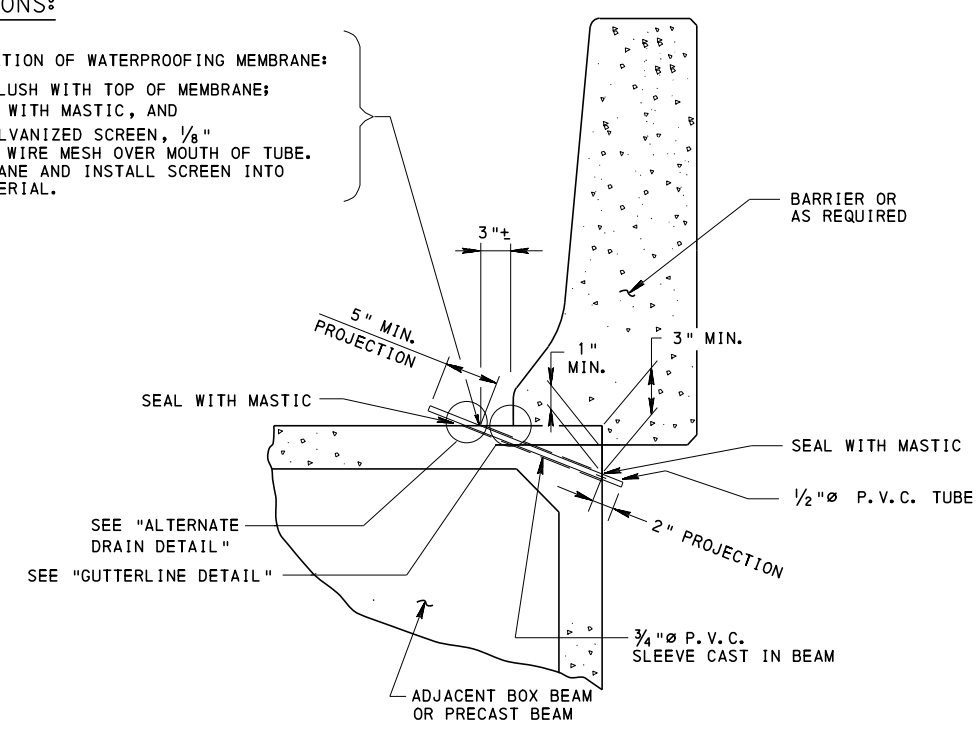 ONS:
TION OF WATERPROOFING MEMBRANE:
LUSH WITH TOP OF MEMBRANE;
WITH MASTIC, AND
LVANIZED SCREEN, 1/8"
WIRE MESH OVER MOUTH OF TUBE.
ANE AND INSTALL SCREEN INTO
ERIAL.
BARRIER OR
AS REQUIRED
3"±
5" MIN.
PROJECTION
1"
MIN.
3" MIN.
SEAL WITH MASTIC
SEAL WITH MASTIC
1/2"ø P.V.C. TUBE
2" PROJECTION
SEE "ALTERNATE
DRAIN DETAIL"
SEE "GUTTERLINE DETAIL"
3/4"ø P.V.C.
SLEEVE CAST IN BEAM
ADJACENT BOX BEAM
OR PRECAST BEAM